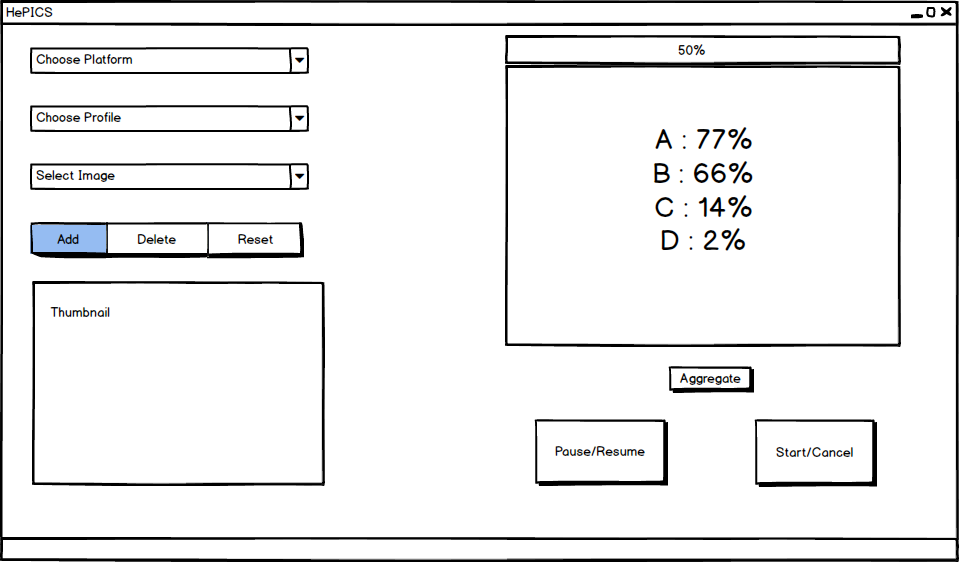 HePICS
Choose Platform
Choose Profile
Select Image
Add Delete Reset
Thumbnail
50%
A : 77%
B : 66%
C : 14%
D : 2%
Aggregate
Pause/Resume
Start/Cancel